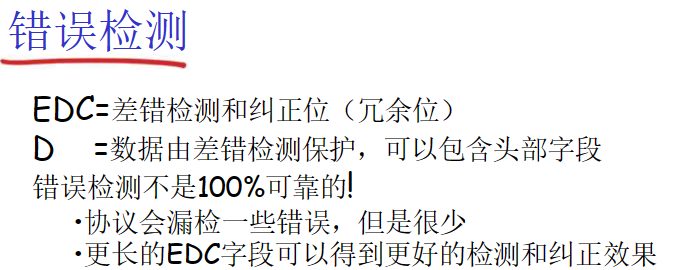 错误检测
EDC=差错检测和纠正位（冗余位）
D =数据由差错检测保护，可以包含头部字段
错误检测不是100%可靠的!
•协议会漏检一些错误，但是很少
•更长的EDC字段可以得到更好的检测和纠正效果